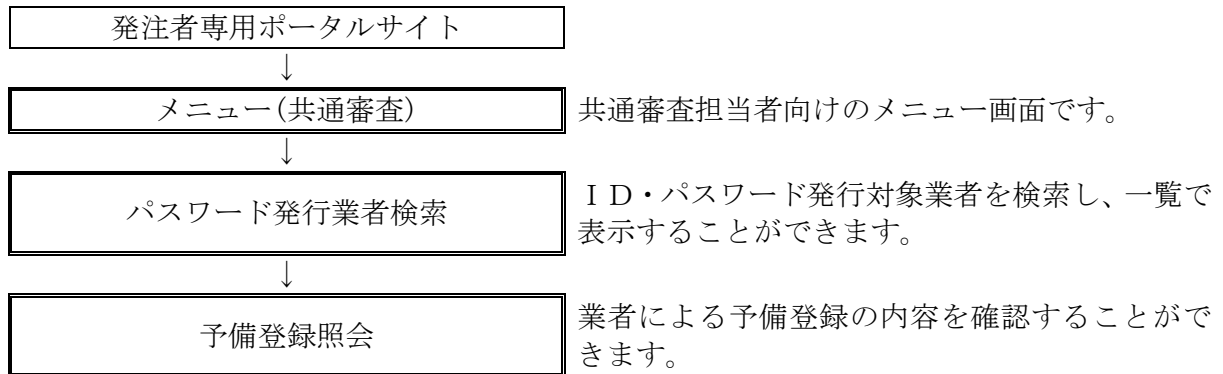 発注者専用ポータルサイト
↓
メニュー(共通審査)
共通審査担当者向けのメニュー画面です。
↓
パスワード発行業者検索
ＩＤ・パスワード発行対象業者を検索し、一覧で
表示することができます。
↓
予備登録照会
業者による予備登録の内容を確認することがで
きます。